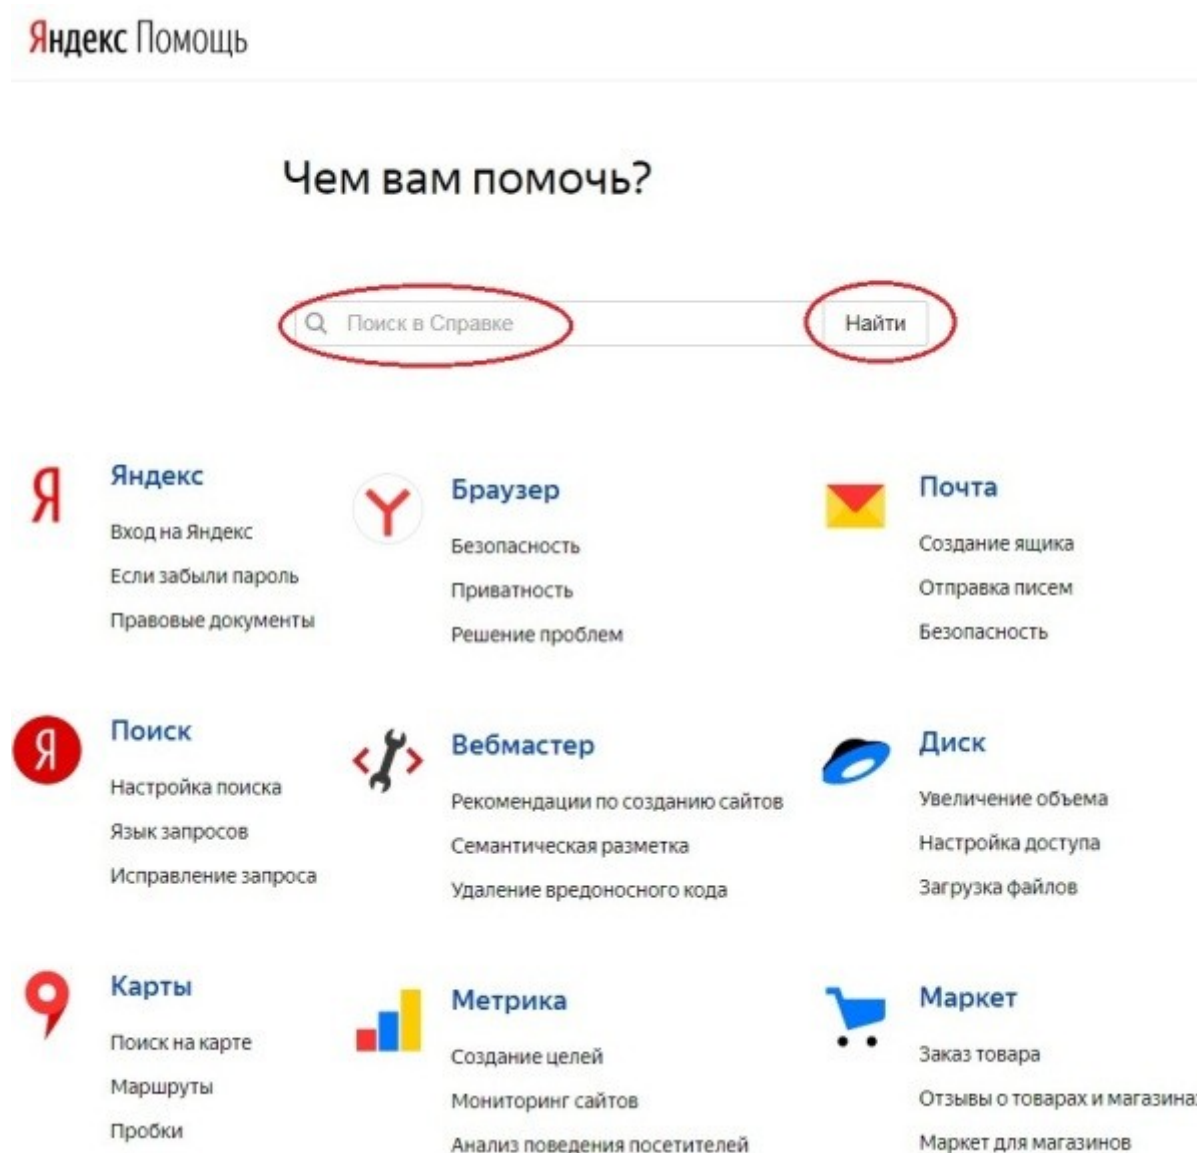 Яндекс Помощь
Чем вам помочь?
Поиск в Справке
Найти
Я
Яндекс
Вход на Яндекс
Если забыли пароль
Правовые документы
Браузер
Безопасность
Приватность
Решение проблем
Почта
Создание ящика
Отправка писем
Безопасность
Я
Поиск
Настройка поиска
Язык запросов
Исправление запроса
Вебмастер
Рекомендации по созданию сайтов
Семантическая разметка
Удаление вредоносного кода
Диск
Увеличение объема
Настройка доступа
Загрузка файлов
Карты
Поиск на карте
Маршруты
Пробки
Метрика
Создание целей
Мониторинг сайтов
Анализ поведения посетителей
Маркет
Заказ товара
Отзывы о товарах и магазинах
Маркет для магазинов